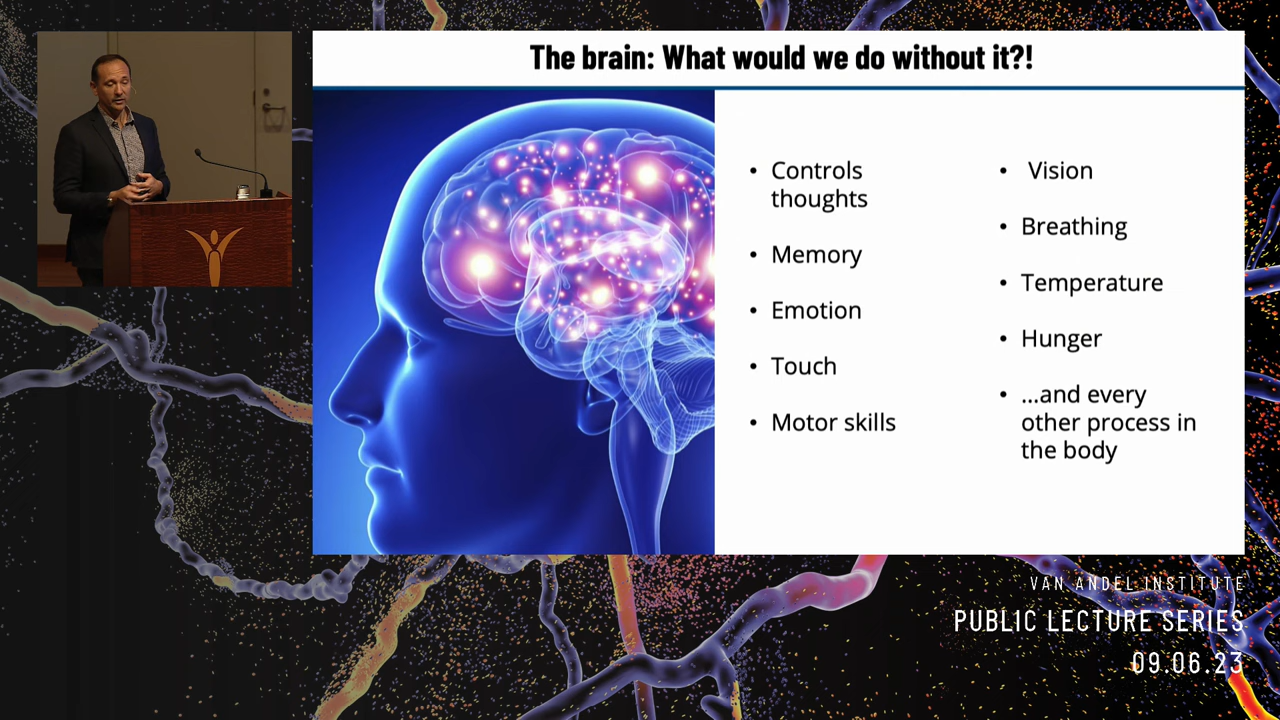 The brain: What would we do without it?!
• Controls
thoughts
• Memory
• Emotion
• Touch
• Motor skills
• Vision
• Breathing
• Temperature
• Hunger
• ...and every
other process in
the body
VAN ANDEL INSTITUTE
PUBLIC LECTURE SERIES
09.06.23